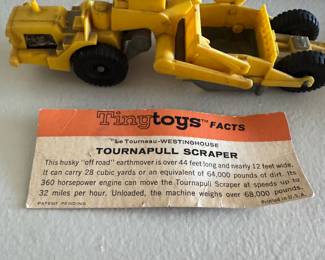 Tingtoys™ FACTS
Le Tourneau-WESTINGHOUSE
TOURNAPULL SCRAPER
This husky "off road" earthmover is over 44 feet long and nearly 12 feet wide.
It can carry 28 cubic yards or an equivalent of 64,000 pounds of dirt. Its
360 horsepower engine can move the Tournapull Scraper at speeds up to
32 miles per hour. Unloaded, the machine weighs over 68,000 pounds.
PATENT PENDING
Printed in U.S.A.